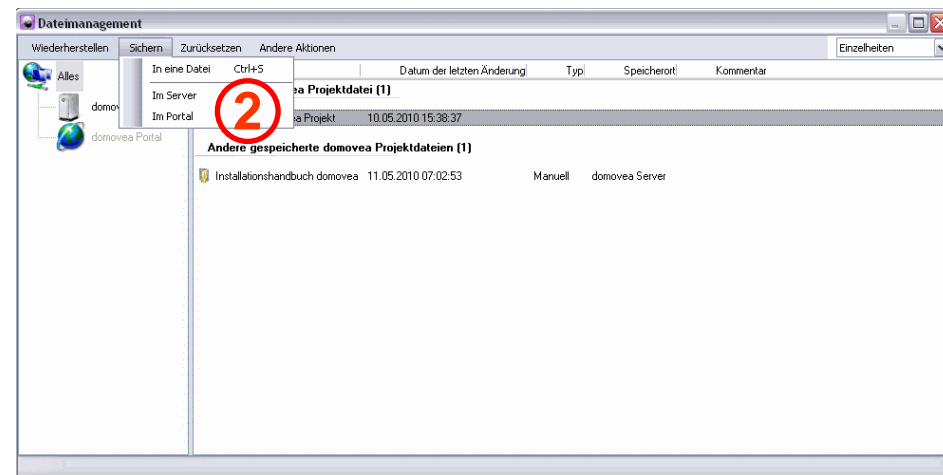 Dateimanagement
Wiederherstellen Sichern Zurücksetzen Andere Aktionen Einzelheiten
In eine Datei Ctrl+S
Im Server
Im Portal
2
Alles
domov
domovea Portal
Datum der letzten Änderung Typ Speicherort Kommentar
Projektdatei (1)
Projekt 10.05.2010 15:38:37
Andere gespeicherte domovea Projektdateien (1)
Installationshandbuch domovea 11.05.2010 07:02:53 Manuell domovea Server